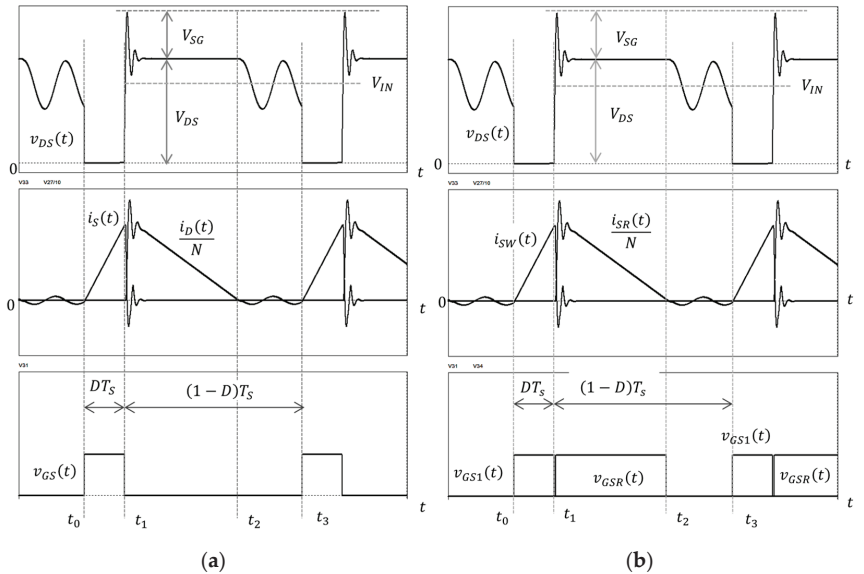 V_SG
V_IN
V_DS
v_DS(t)
0
t
V33 V27/10
i_S(t)
i_D(t)/N
0
t
V31
DT_S
(1 − D)T_S
v_GS(t)
t
t_0
t_1
t_2
t_3
(a)
V_SG
V_IN
V_DS
v_DS(t)
0
t
V33 V27/10
i_SW(t)
i_SR(t)/N
0
t
V31 V34
DT_s
(1 − D)T_s
v_GS1(t)
v_GS1(t)
v_GSR(t)
v_GSR(t)
t
t_0
t_1
t_2
t_3
(b)